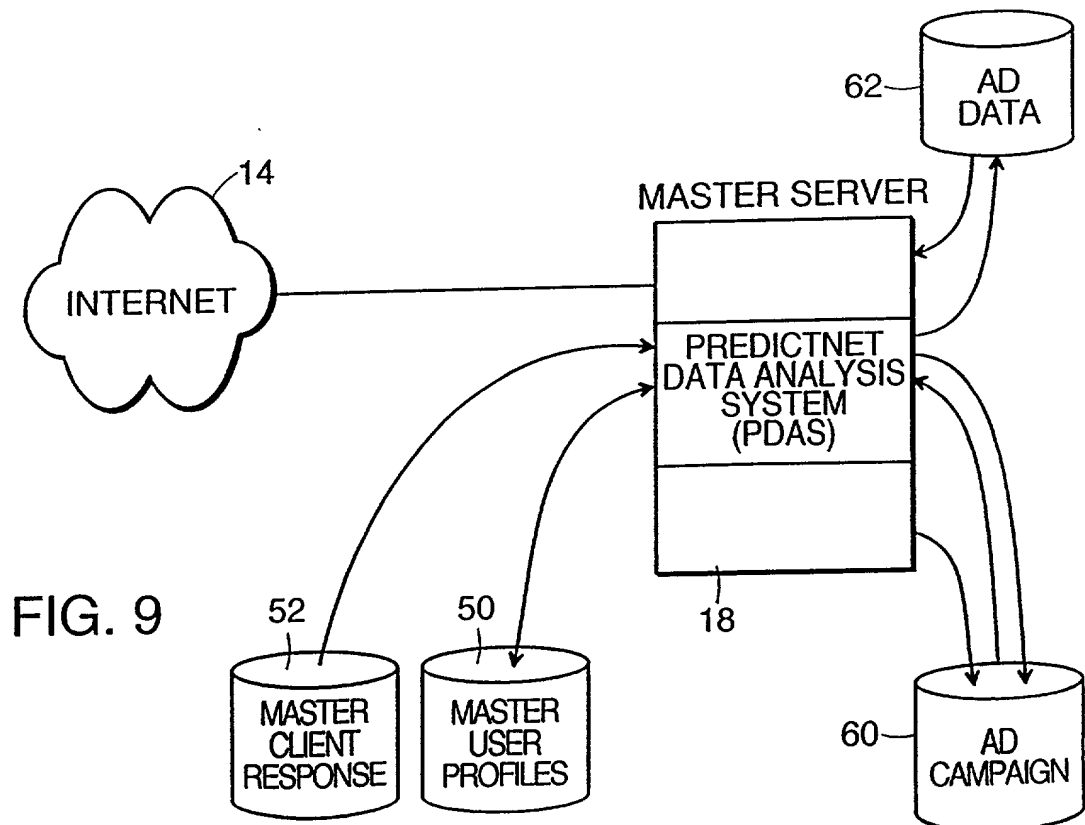 62
AD
DATA
14
MASTER SERVER
INTERNET
PREDICTNET
DATA ANALYSIS
SYSTEM
(PDAS)
FIG. 9
52
50
18
MASTER
CLIENT
RESPONSE
MASTER
USER
PROFILES
60
AD
CAMPAIGN